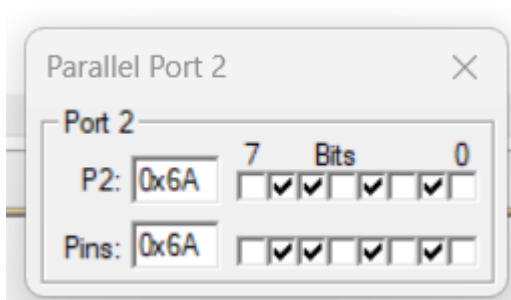 Parallel Port 2
Port 2
7 Bits 0
P2: 0x6A
Pins: 0x6A